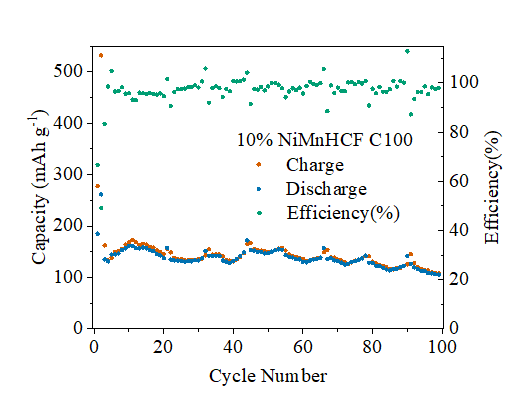 500
400
300
200
100
0
100
80
60
40
20
0
0
20
40
60
80
100
Capacity (mAh g⁻¹)
Efficiency(%)
Cycle Number
10% NiMnHCF C100
Charge
Discharge
Efficiency(%)